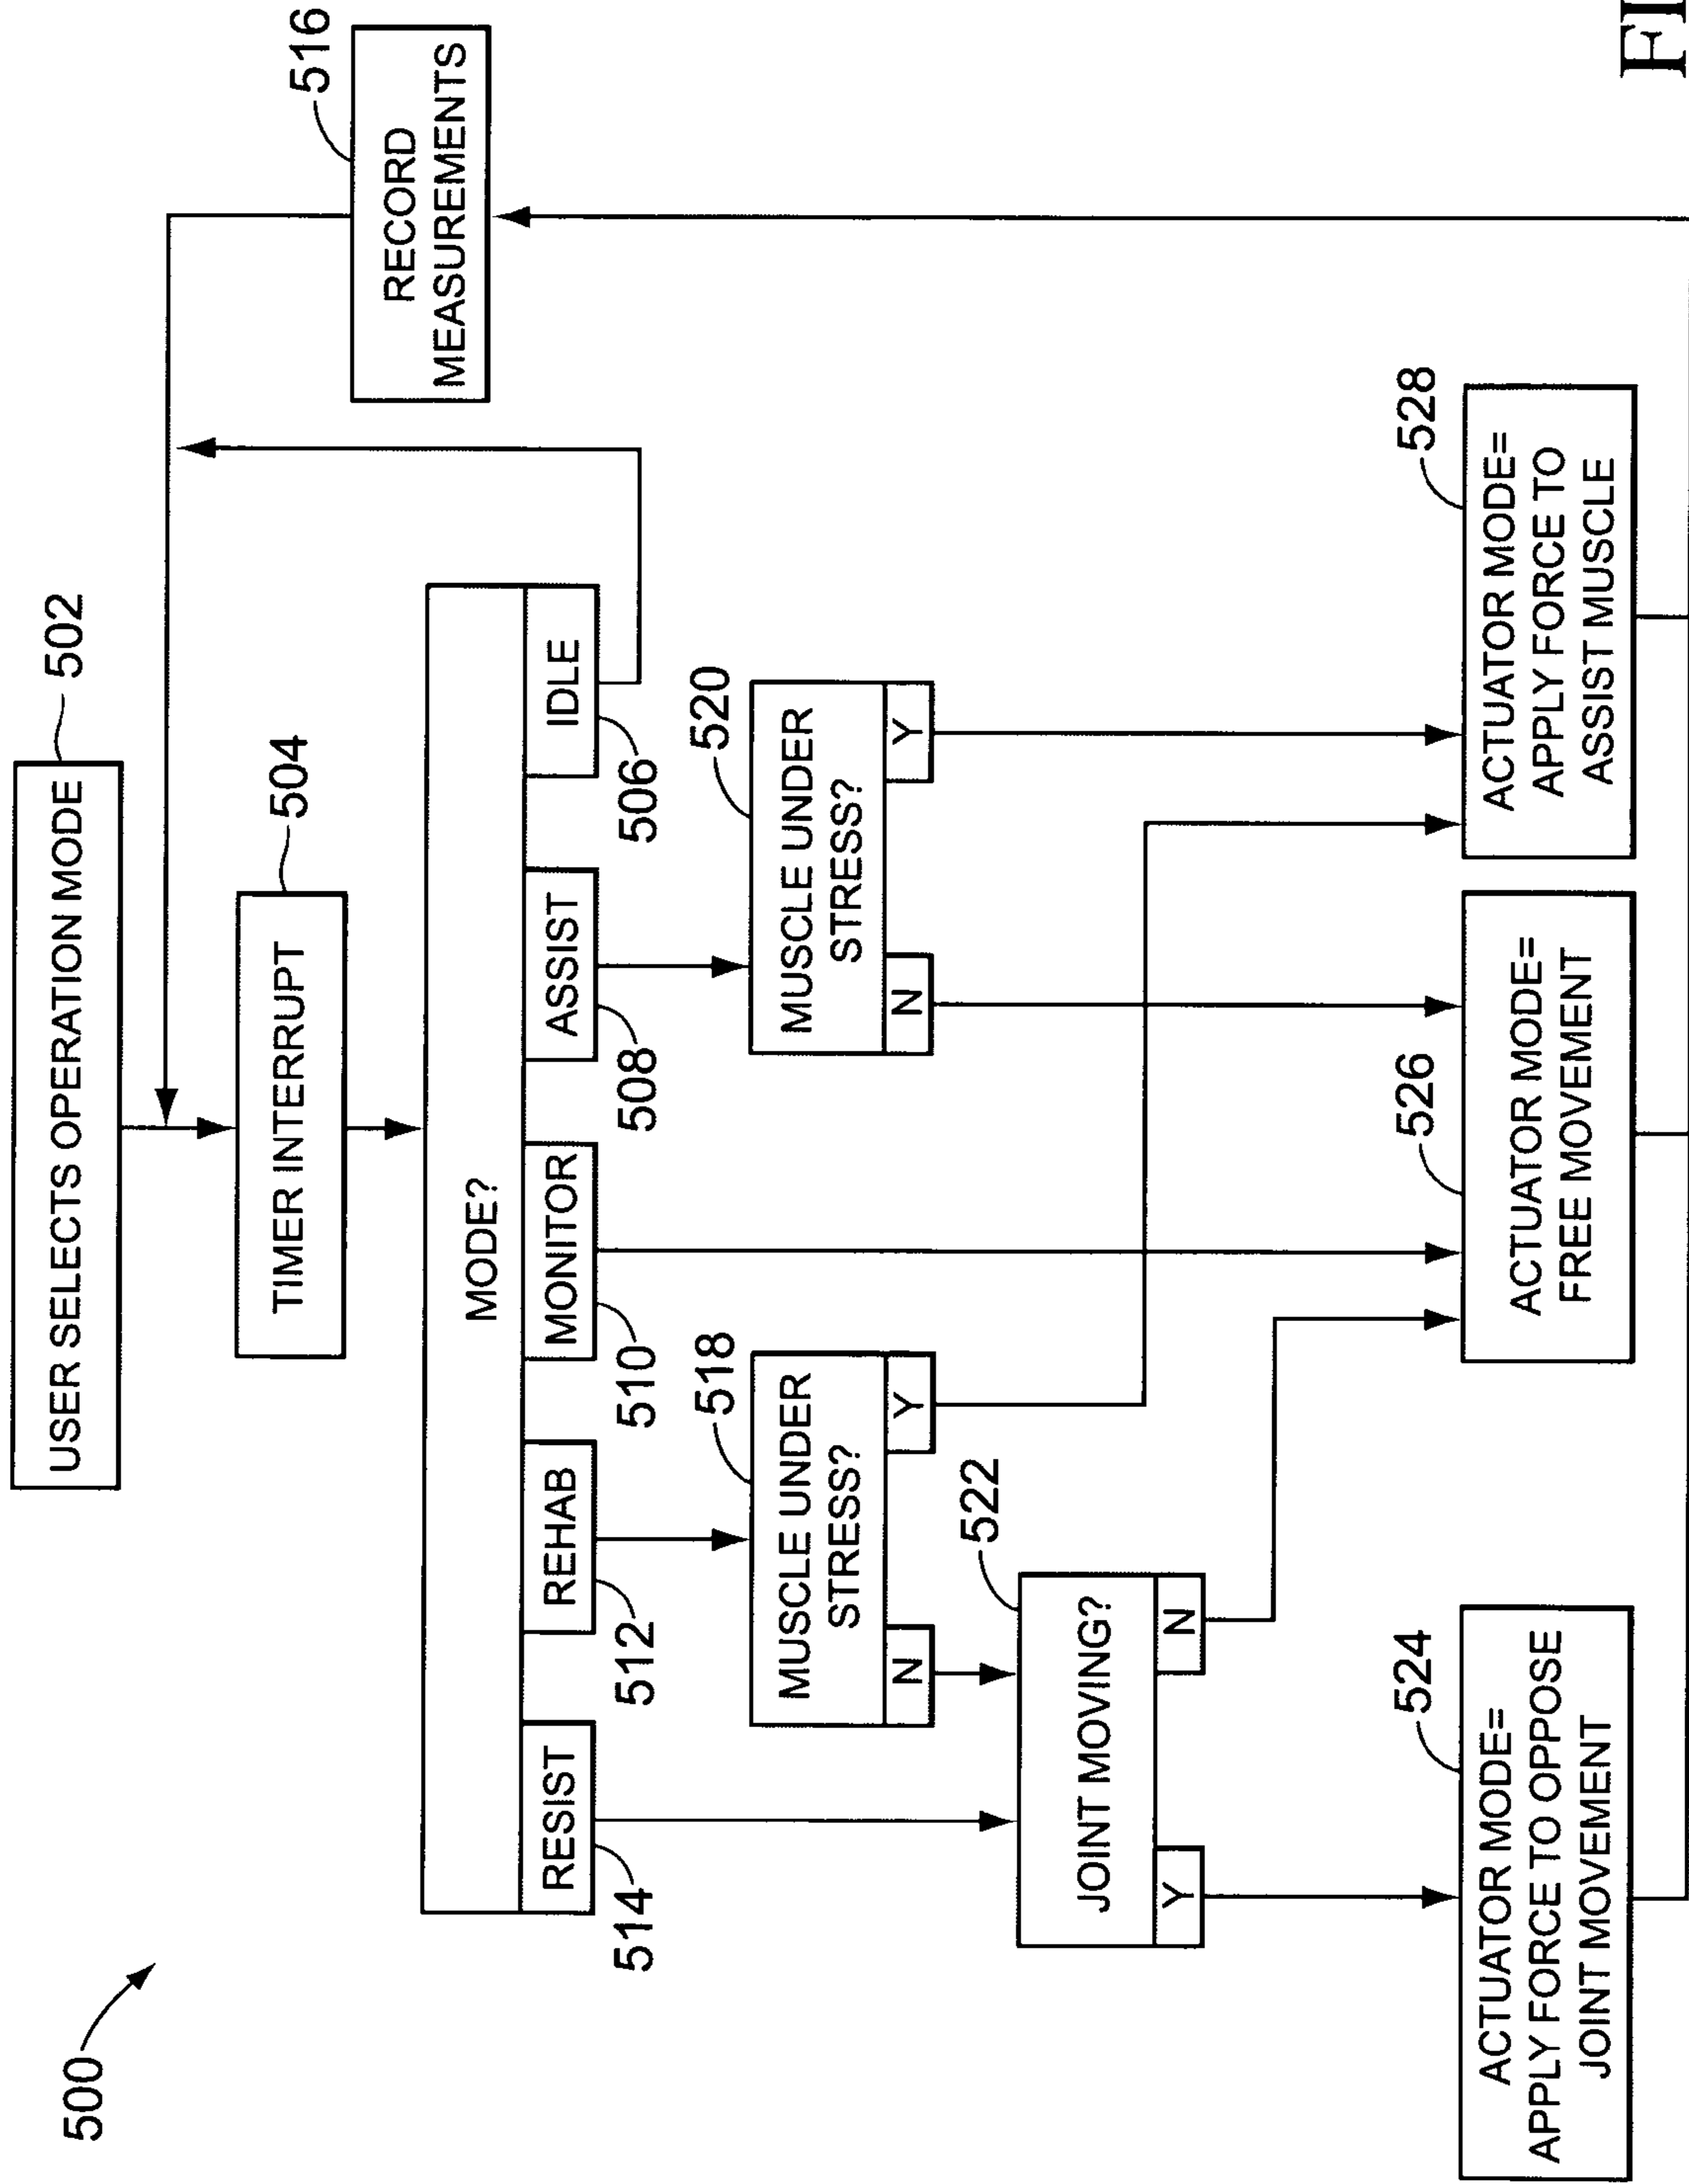 500
USER SELECTS OPERATION MODE
502
TIMER INTERRUPT
504
516
RECORD
MEASUREMENTS
MODE?
RESIST
REHAB
MONITOR
ASSIST
IDLE
514
512
510
508
506
MUSCLE UNDER
STRESS?
518
N
Y
MUSCLE UNDER
STRESS?
520
N
Y
JOINT MOVING?
522
Y
N
ACTUATOR MODE=
APPLY FORCE TO OPPOSE
JOINT MOVEMENT
524
ACTUATOR MODE=
FREE MOVEMENT
526
ACTUATOR MODE=
APPLY FORCE TO
ASSIST MUSCLE
528